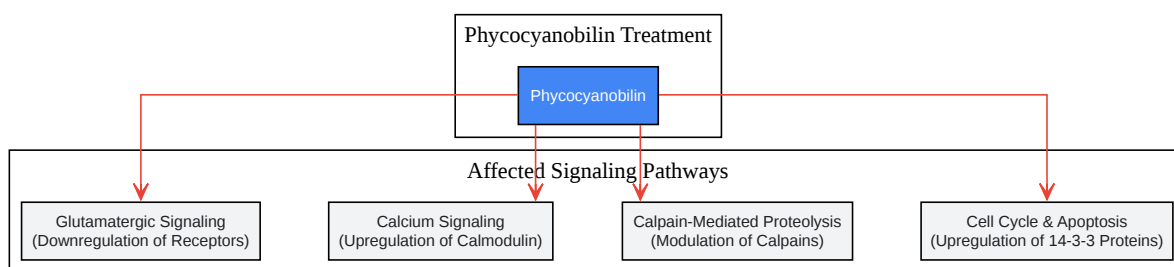 Phycocyanobilin Treatment
Phycocyanobilin
Affected Signaling Pathways
Glutamatergic Signaling
(Downregulation of Receptors)
Calcium Signaling
(Upregulation of Calmodulin)
Calpain-Mediated Proteolysis
(Modulation of Calpains)
Cell Cycle & Apoptosis
(Upregulation of 14-3-3 Proteins)